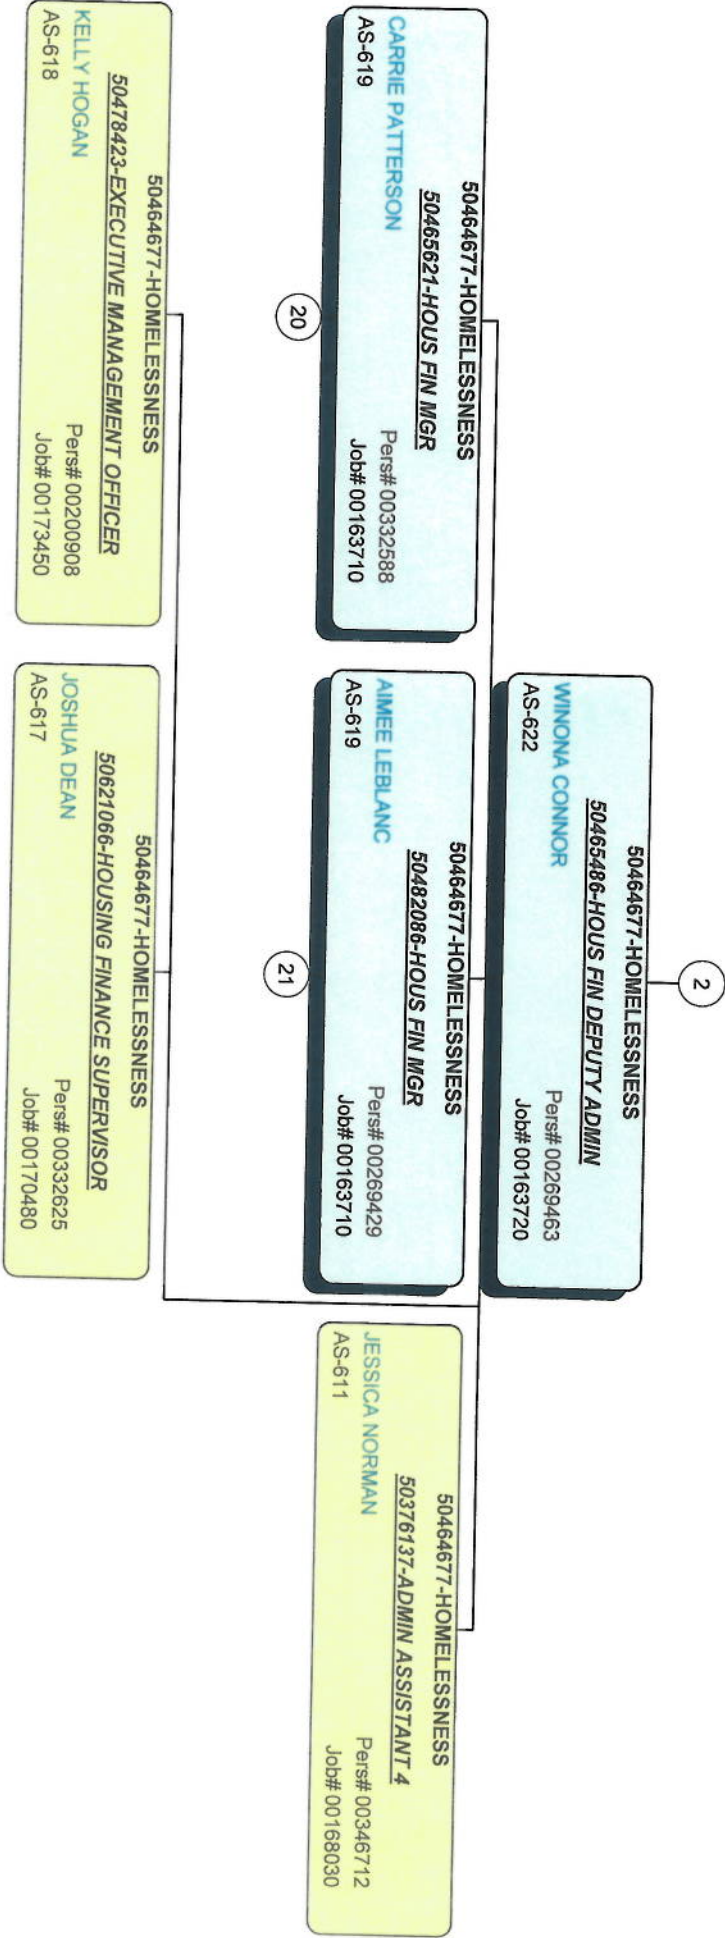 2
50464677-HOMELESSNESS
50465486-HOUS FIN DEPUTY ADMIN
WINONA CONNOR
Pers# 00269463
AS-622
Job# 00163720
50464677-HOMELESSNESS
50465621-HOUS FIN MGR
CARRIE PATTERSON
Pers# 00332588
AS-619
Job# 00163710
20
50464677-HOMELESSNESS
50482086-HOUS FIN MGR
AIMEE LEBLANC
Pers# 00269429
AS-619
Job# 00163710
21
50464677-HOMELESSNESS
50376137-ADMIN ASSISTANT 4
JESSICA NORMAN
Pers# 00346712
AS-611
Job# 00168030
50464677-HOMELESSNESS
50478423-EXECUTIVE MANAGEMENT OFFICER
KELLY HOGAN
Pers# 00200908
AS-618
Job# 00173450
50464677-HOMELESSNESS
50621066-HOUSING FINANCE SUPERVISOR
JOSHUA DEAN
Pers# 00332625
AS-617
Job# 00170480